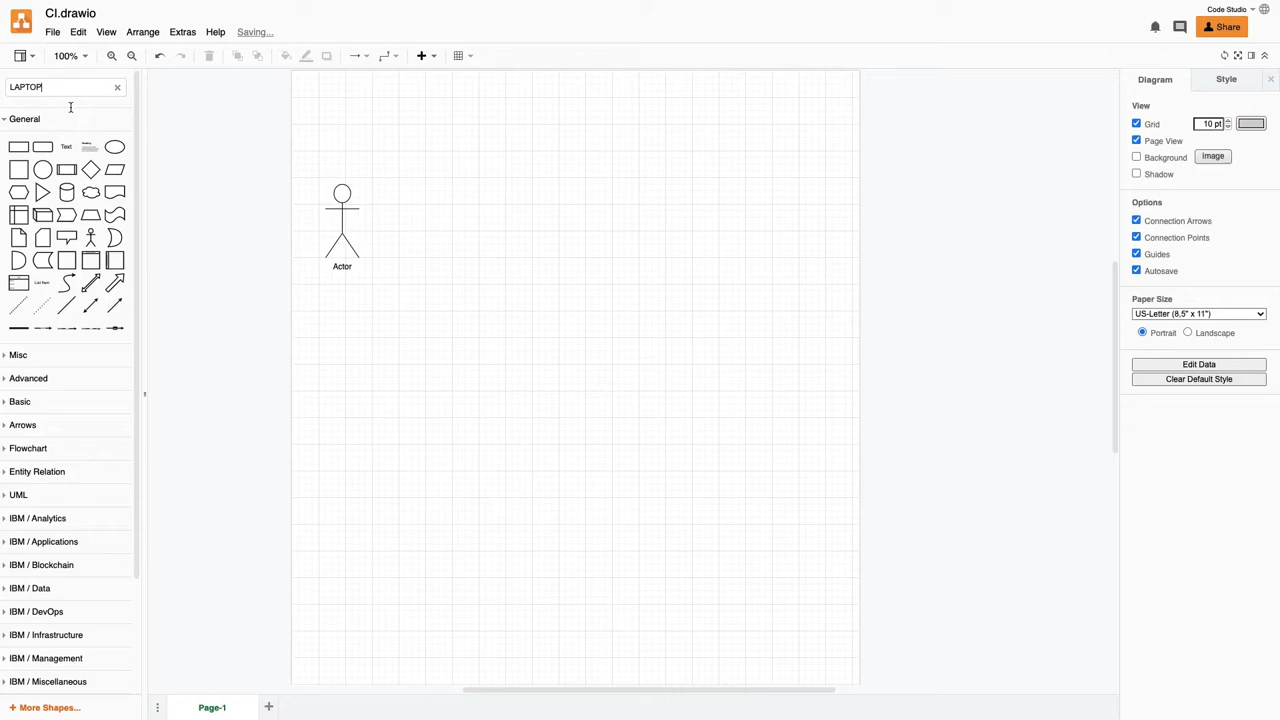 CI.drawio
Code Studio
File Edit View Arrange Extras Help Saving...
Share
100%
LAPTOP
General
Text
Heading
List Item
Misc
Advanced
Basic
Arrows
Flowchart
Entity Relation
UML
IBM / Analytics
IBM / Applications
IBM / Blockchain
IBM / Data
IBM / DevOps
IBM / Infrastructure
IBM / Management
IBM / Miscellaneous
+ More Shapes...
Actor
Page-1
Diagram Style
View
Grid 10 pt
Page View
Background Image
Shadow
Options
Connection Arrows
Connection Points
Guides
Autosave
Paper Size
US-Letter (8,5" x 11")
Portrait Landscape
Edit Data
Clear Default Style